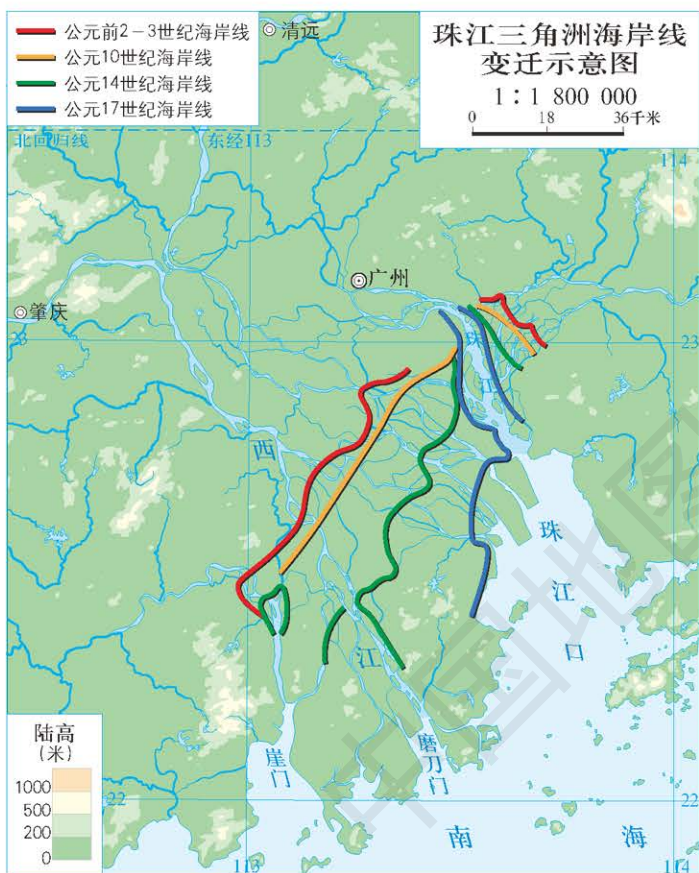 公元前2－3世纪海岸线
公元10世纪海岸线
公元14世纪海岸线
公元17世纪海岸线
清远
珠江三角洲海岸线
变迁示意图
1：1 800 000
0 18 36千米
北回归线
东经113
114
广州
肇庆
23
23
珠江
西江
珠江口
崖门
磨刀门
南海
陆高
(米)
1000
500
200
0
22
22
113
114
中国地图